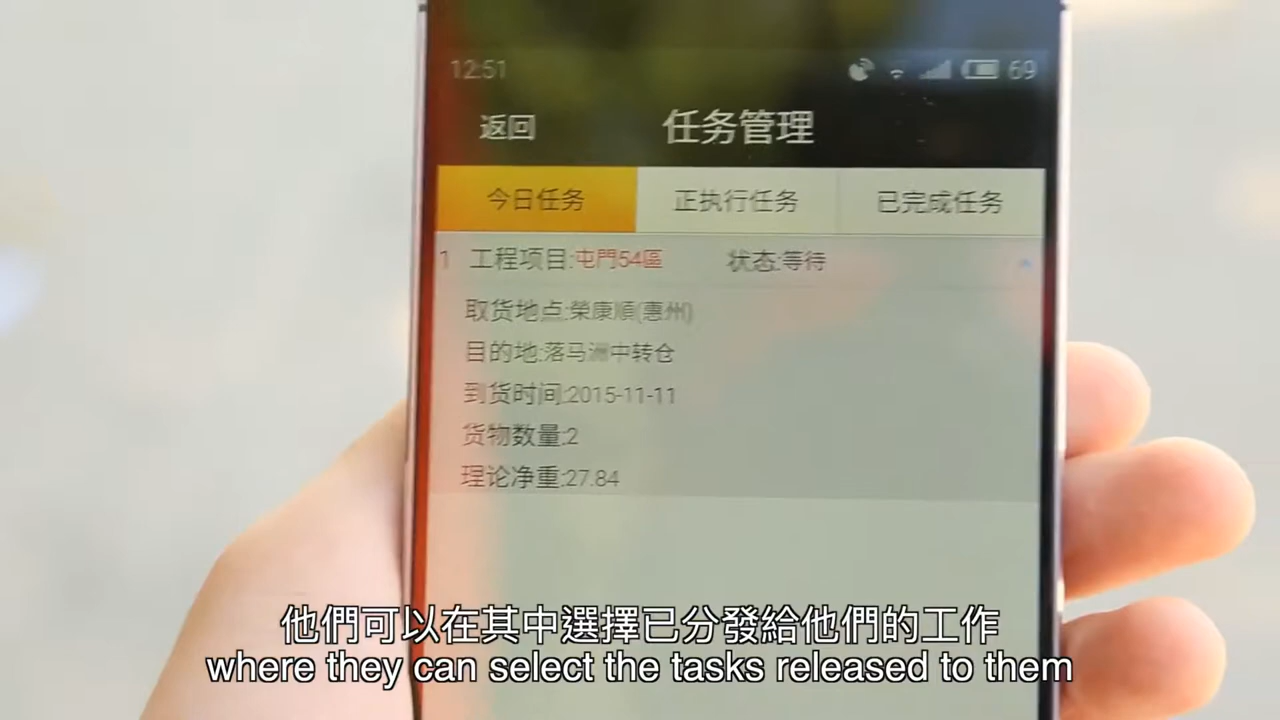 12:51 69
返回 任务管理
今日任务 正执行任务 已完成任务
1 工程项目:屯門54區 状态:等待
取货地点:榮康順(惠州)
目的地:落马洲中转仓
到货时间:2015-11-11
货物数量:2
理论净重:27.84
他們可以在其中選擇已分發給他們的工作
where they can select the tasks released to them